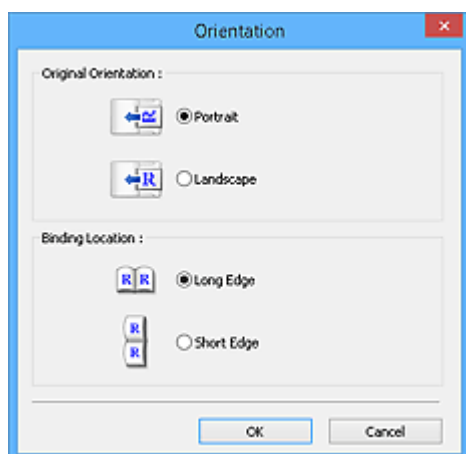 Orientation
Original Orientation :
R Portrait
R Landscape
Binding Location :
R R Long Edge
R
R
Short Edge
OK Cancel